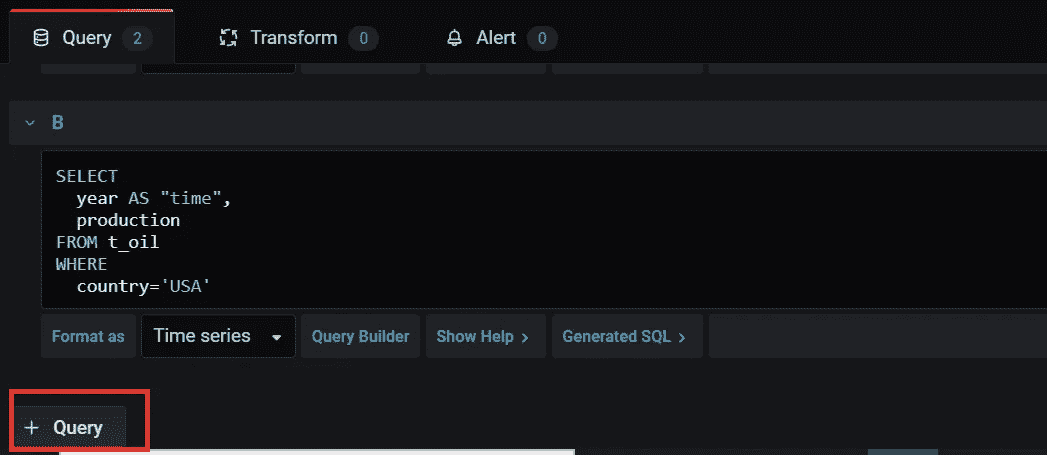 Query 2 Transform 0 Alert 0
B
SELECT
year AS "time",
production
FROM t_oil
WHERE
country='USA'
Format as Time series Query Builder Show Help > Generated SQL >
+ Query